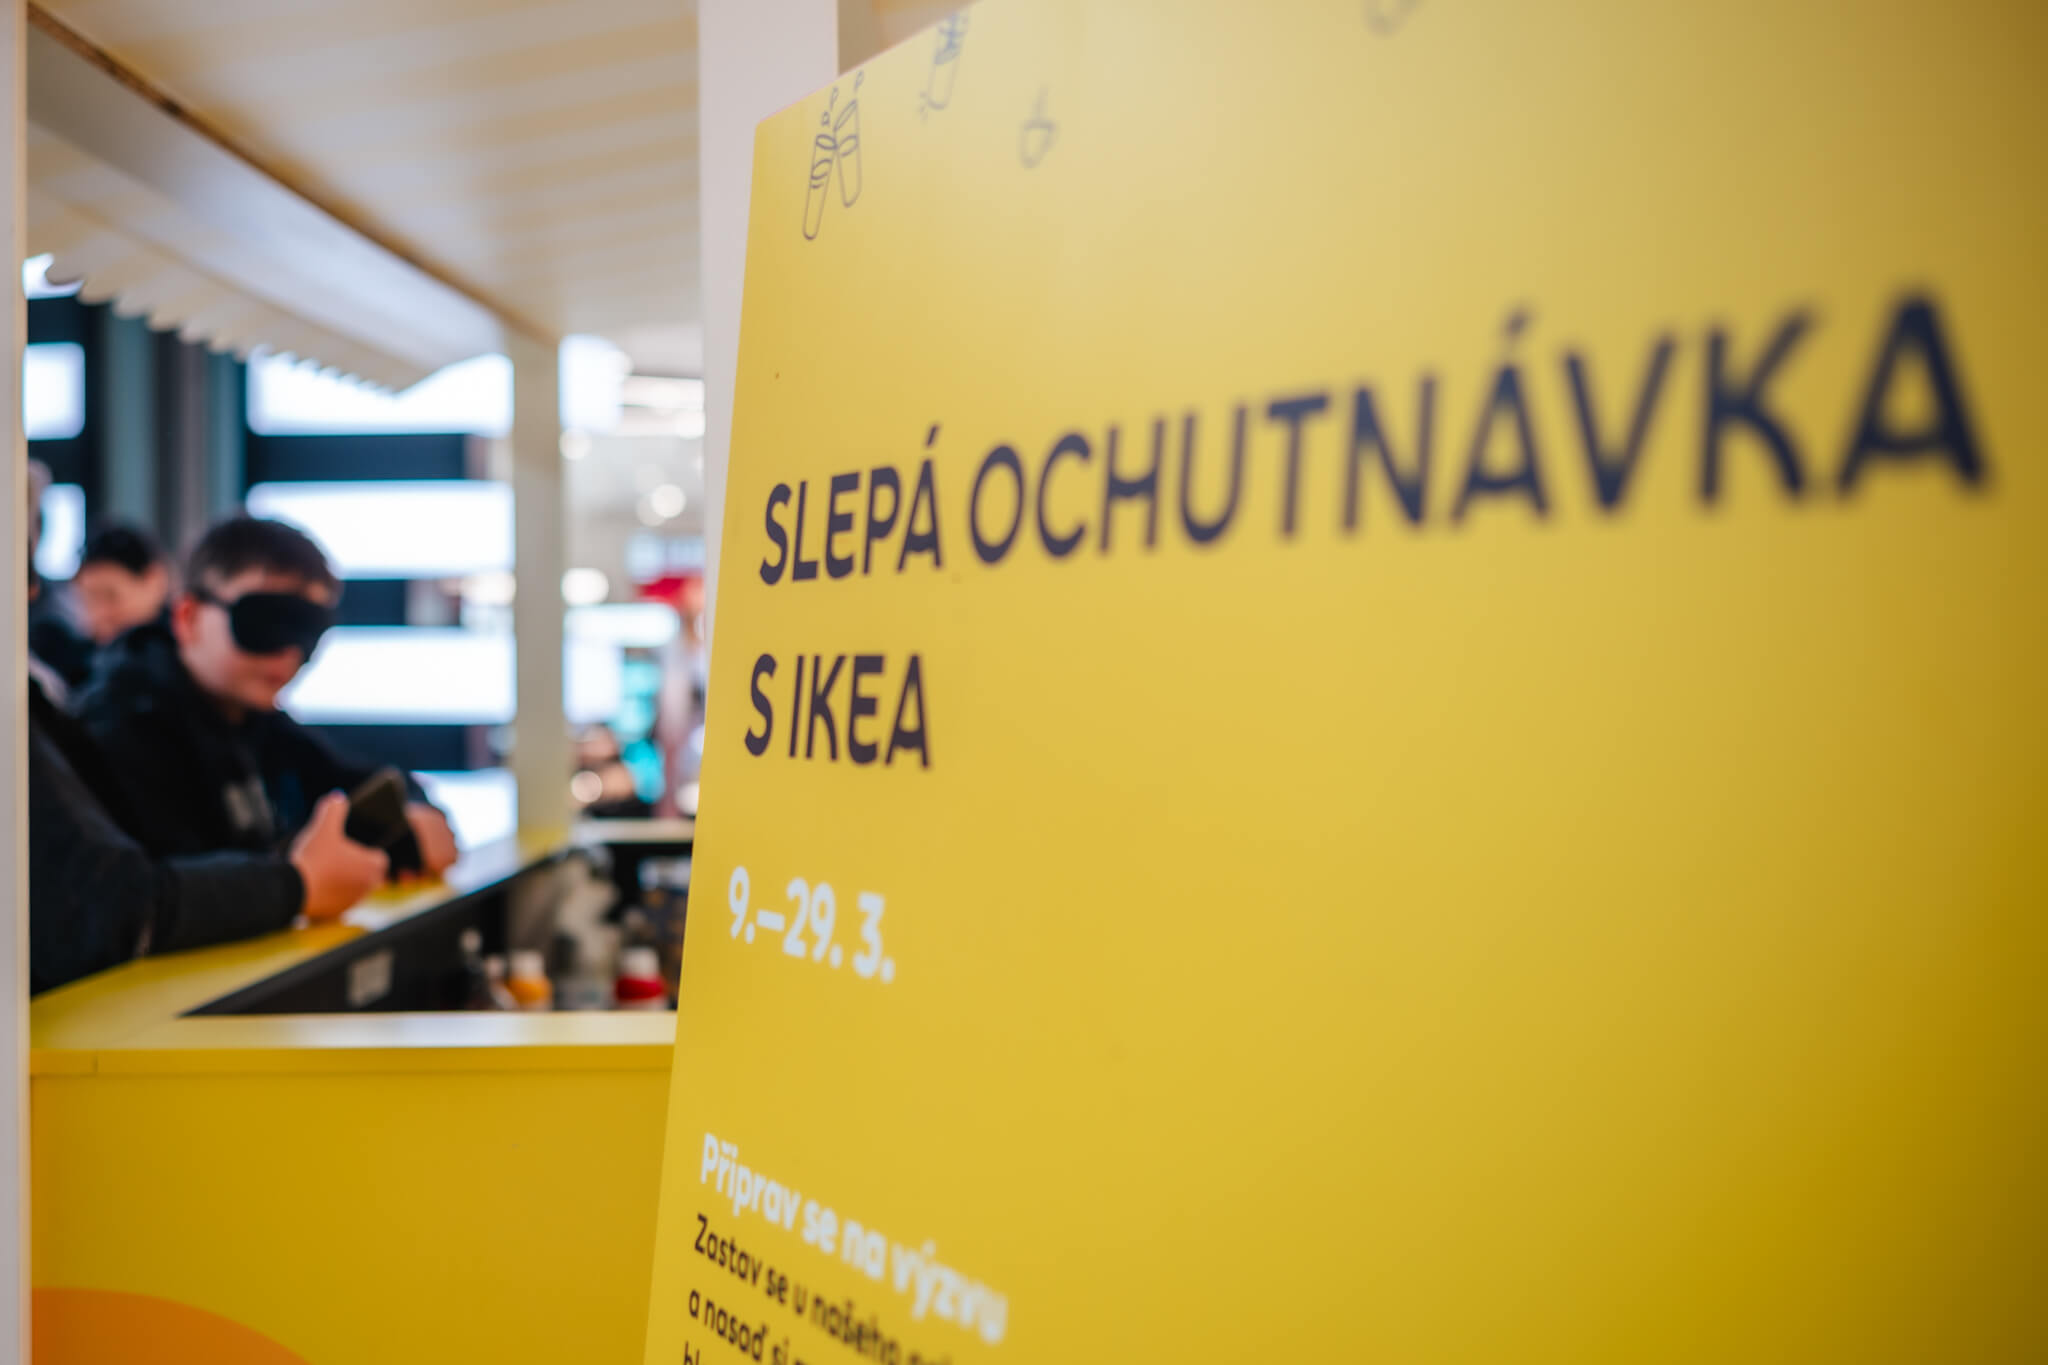 SLEPÁ OCHUTNÁVKA
S IKEA
9.–29. 3.
Připrav se na výzvu
Zastav se u našeho
a nasaď si